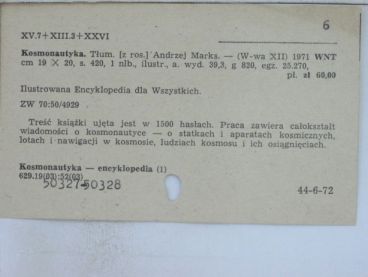 6
XV.7+XIII.3+XXVI
Kosmonautyka. Tłum. [z ros.] Andrzej Marks. — (W-wa XII) 1971 WNT
cm 19 × 20, s. 420, 1 nlb., ilustr., a. wyd. 39,3, g 820, egz. 25.270,
pł. zł 60,00
Ilustrowana Encyklopedia dla Wszystkich.
ZW 70:50/4929
Treść książki ujęta jest w 1500 hasłach. Praca zawiera całokształt
wiadomości o kosmonautyce — o statkach i aparatach kosmicznych,
lotach i nawigacji w kosmosie, ludziach kosmosu i ich osiągnięciach.
Kosmonautyka — encyklopedia (1)
629.19(03):52(03)
50327-50328
44-6-72